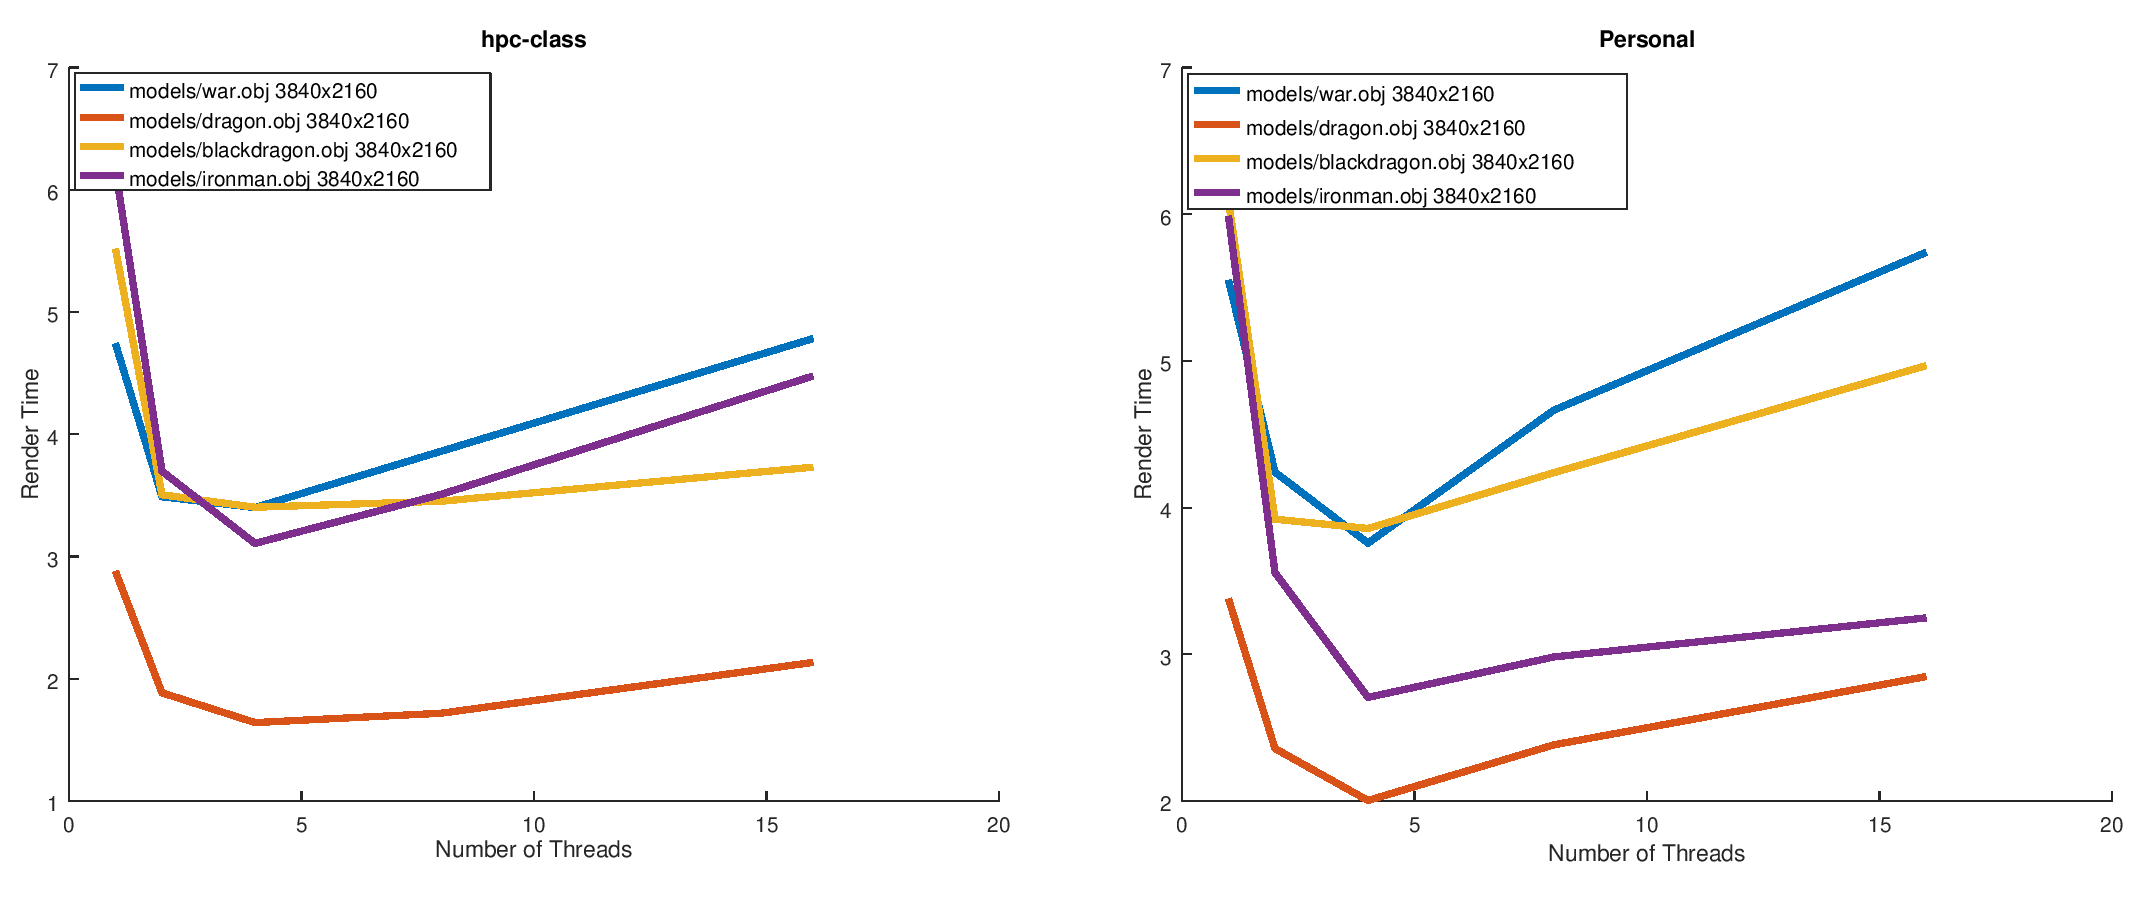 hpc-class
7
6
5
4
3
2
1
Render Time
models/war.obj 3840x2160
models/dragon.obj 3840x2160
models/blackdragon.obj 3840x2160
models/ironman.obj 3840x2160
0 5 10 15 20
Number of Threads
Personal
7
6
5
4
3
2
Render Time
models/war.obj 3840x2160
models/dragon.obj 3840x2160
models/blackdragon.obj 3840x2160
models/ironman.obj 3840x2160
0 5 10 15 20
Number of Threads